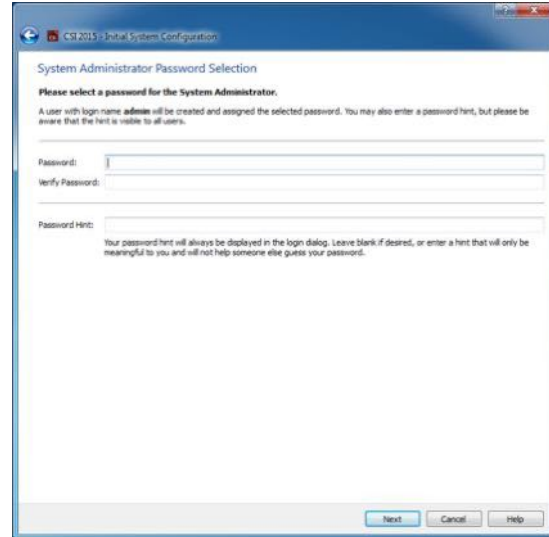 CSI 2015 - Initial System Configuration
System Administrator Password Selection
Please select a password for the System Administrator.
A user with login name admin will be created and assigned the selected password. You may also enter a password hint, but please be
aware that the hint is visible to all users.
Password:
Verify Password:
Password Hint:
Your password hint will always be displayed in the login dialog. Leave blank if desired, or enter a hint that will only be
meaningful to you and will not help someone else guess your password.
Next Cancel Help